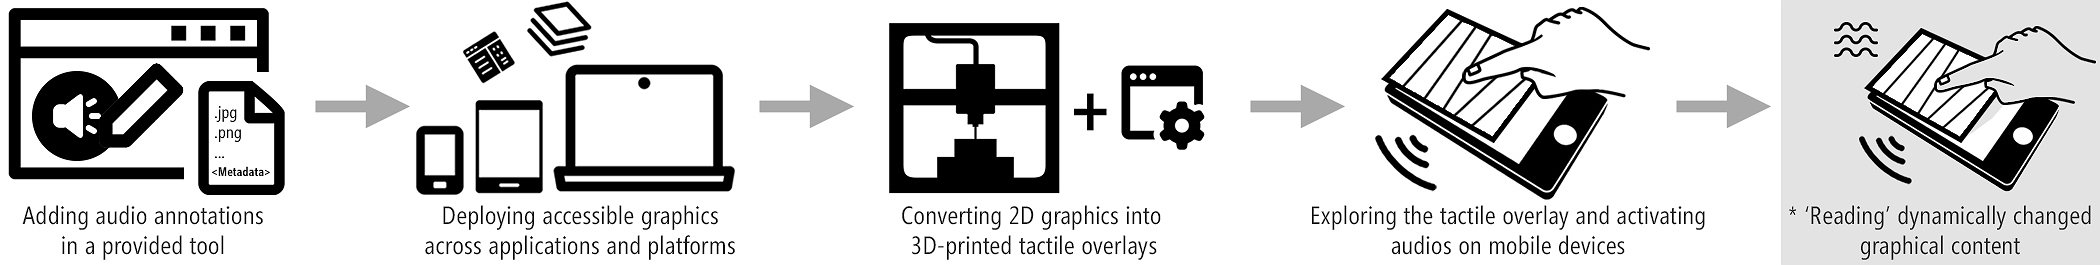 .jpg
.png
...
<Metadata>
Adding audio annotations
in a provided tool
Deploying accessible graphics
across applications and platforms
Converting 2D graphics into
3D-printed tactile overlays
Exploring the tactile overlay and activating
audios on mobile devices
* ‘Reading’ dynamically changed
graphical content